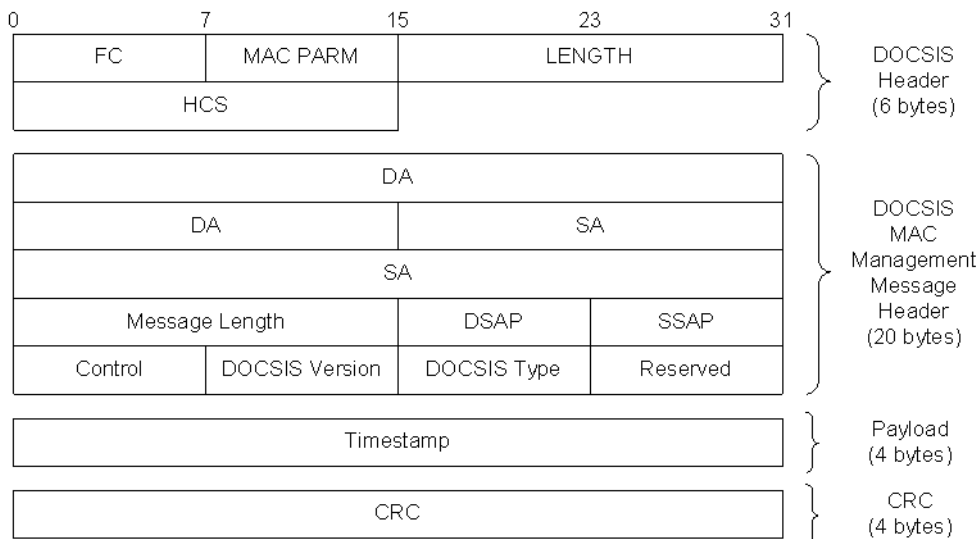 0 7 15 23 31
FC MAC PARM LENGTH
HCS
DOCSIS
Header
(6 bytes)
DA
DA SA
SA
Message Length DSAP SSAP
Control DOCSIS Version DOCSIS Type Reserved
DOCSIS
MAC
Management
Message
Header
(20 bytes)
Timestamp
Payload
(4 bytes)
CRC
CRC
(4 bytes)